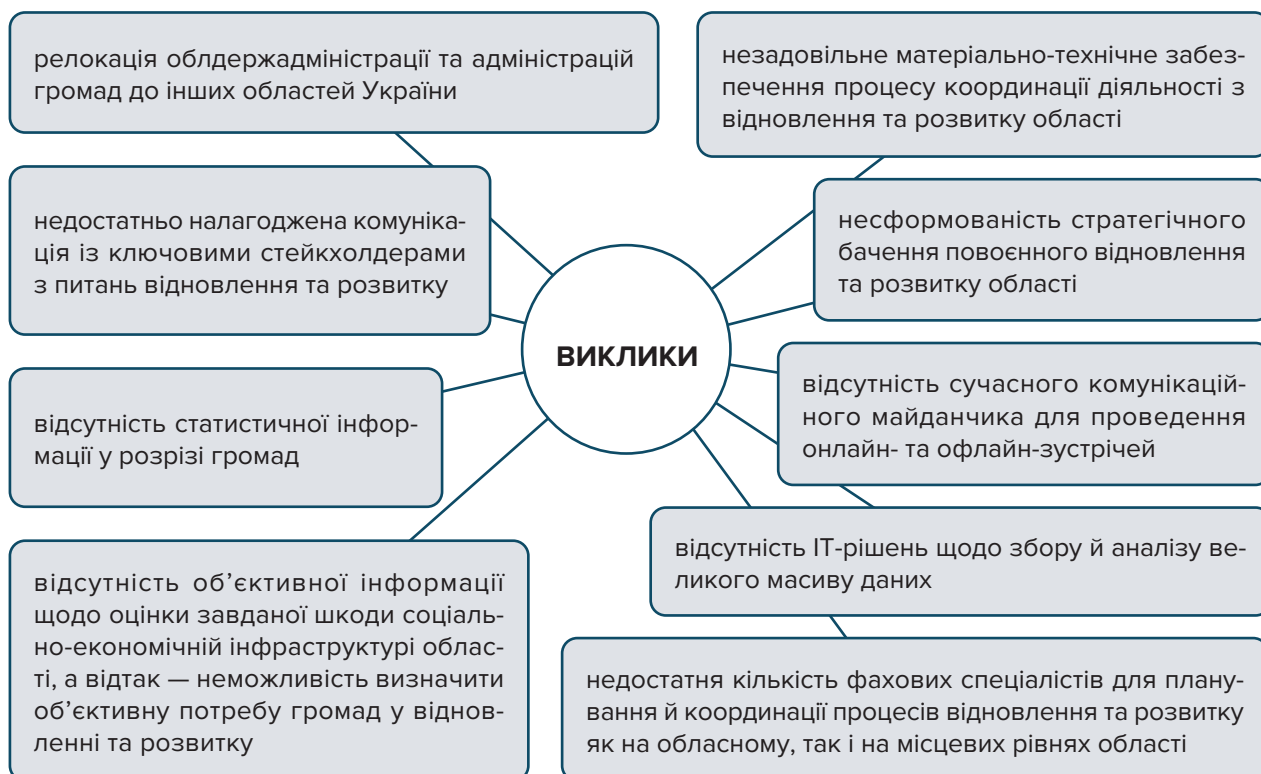 релокація облдержадміністрації та адміністрацій
громад до інших областей України
недостатньо налагоджена комуніка-
ція із ключовими стейкхолдерами
з питань відновлення та розвитку
відсутність статистичної інфор-
мації у розрізі громад
відсутність об’єктивної інформації
щодо оцінки завданої шкоди соціаль-
но-економічній інфраструктурі облас-
ті, а відтак — неможливість визначити
об’єктивну потребу громад у віднов-
ленні та розвитку
ВИКЛИКИ
незадовільне матеріально-технічне забез-
печення процесу координації діяльності з
відновлення та розвитку області
несформованість стратегічного
бачення повоєнного відновлення
та розвитку області
відсутність сучасного комунікацій-
ного майданчика для проведення
онлайн- та офлайн-зустрічей
відсутність ІТ-рішень щодо збору й аналізу ве-
ликого масиву даних
недостатня кількість фахових спеціалістів для плану-
вання й координації процесів відновлення та розвитку
як на обласному, так і на місцевих рівнях області